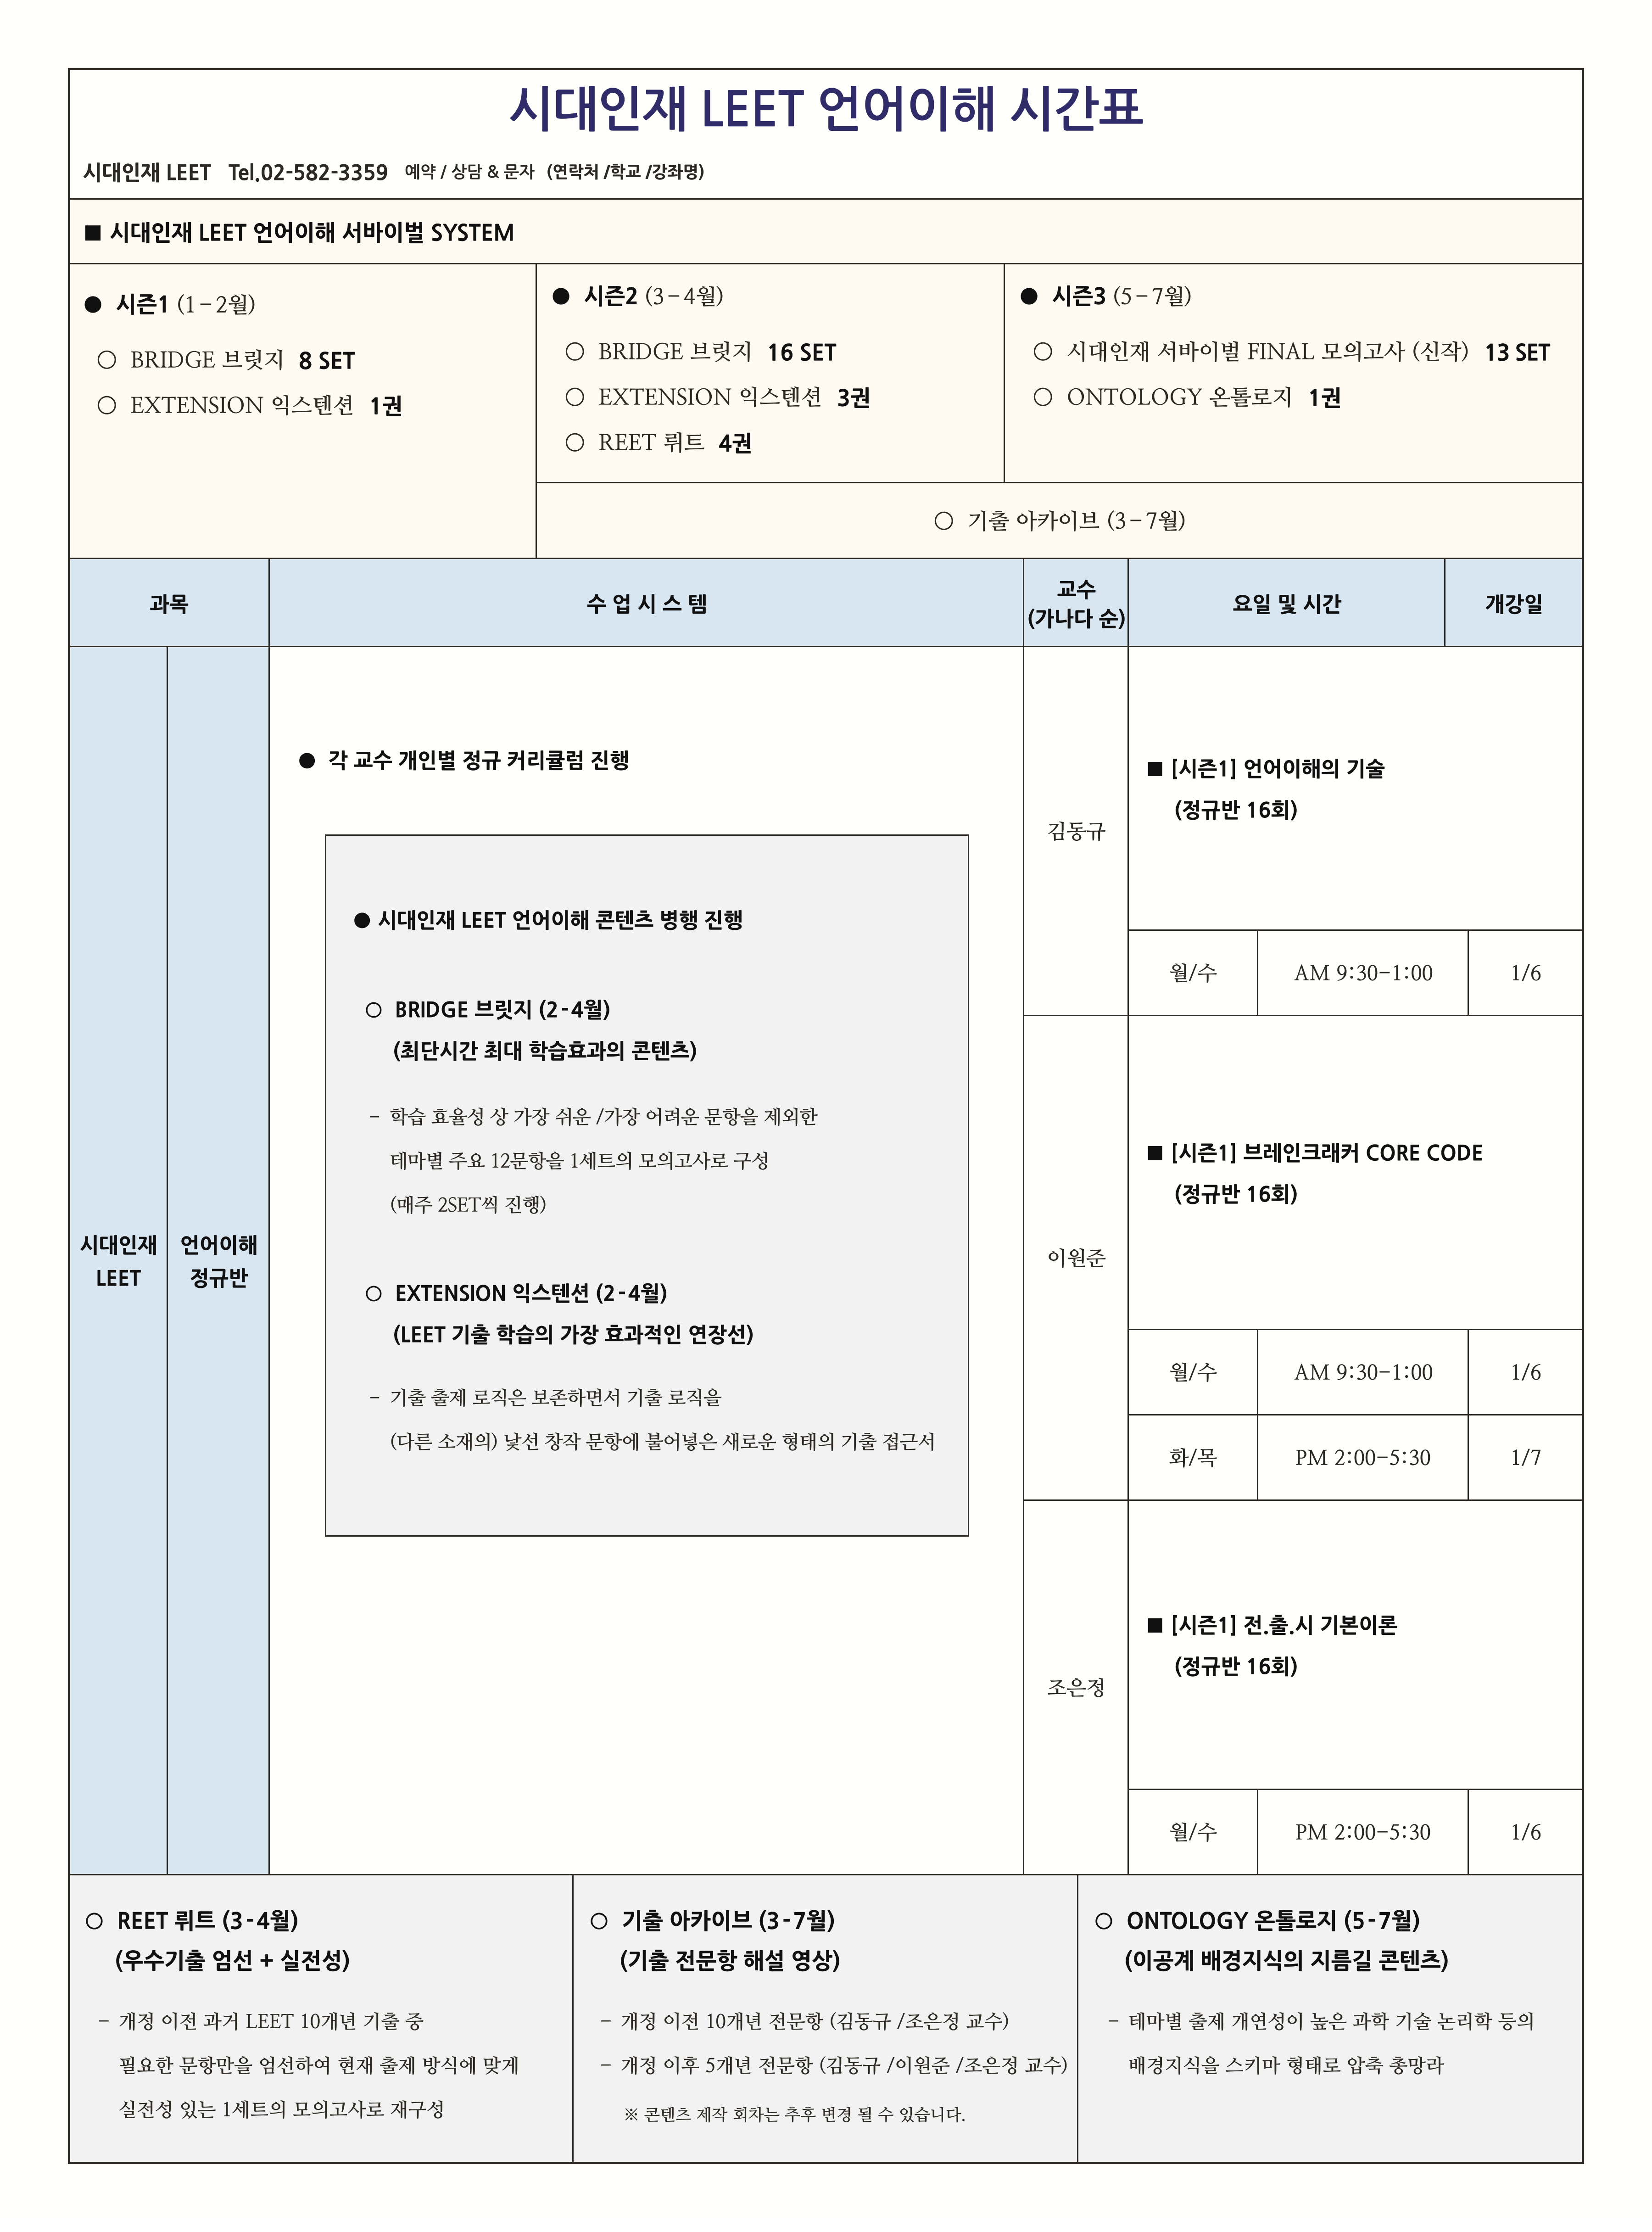 시대인재 LEET 언어이해 시간표
시대인재 LEET Tel.02-582-3359 예약 / 상담 & 문자 (연락처 /학교 /강좌명)
■ 시대인재 LEET 언어이해 서바이벌 SYSTEM
● 시즌1 (1-2월)
○ BRIDGE 브릿지 8 SET
○ EXTENSION 익스텐션 1권
● 시즌2 (3-4월)
○ BRIDGE 브릿지 16 SET
○ EXTENSION 익스텐션 3권
○ REET 뤼트 4권
● 시즌3 (5-7월)
○ 시대인재 서바이벌 FINAL 모의고사 (신작) 13 SET
○ ONTOLOGY 온톨로지 1권
○ 기출 아카이브 (3-7월)
과목
수 업 시 스 템
교수
(가나다 순)
요일 및 시간
개강일
시대인재
LEET
언어이해
정규반
● 각 교수 개인별 정규 커리큘럼 진행
● 시대인재 LEET 언어이해 콘텐츠 병행 진행
○ BRIDGE 브릿지 (2-4월)
(최단시간 최대 학습효과의 콘텐츠)
- 학습 효율성 상 가장 쉬운 /가장 어려운 문항을 제외한
테마별 주요 12문항을 1세트의 모의고사로 구성
(매주 2SET씩 진행)
○ EXTENSION 익스텐션 (2-4월)
(LEET 기출 학습의 가장 효과적인 연장선)
- 기출 출제 로직은 보존하면서 기출 로직을
(다른 소재의) 낯선 창작 문항에 불어넣은 새로운 형태의 기출 접근서
김동규
■ [시즌1] 언어이해의 기술
(정규반 16회)
월/수 AM 9:30-1:00 1/6
이원준
■ [시즌1] 브레인크래커 CORE CODE
(정규반 16회)
월/수 AM 9:30-1:00 1/6
화/목 PM 2:00-5:30 1/7
조은정
■ [시즌1] 전.출.시 기본이론
(정규반 16회)
월/수 PM 2:00-5:30 1/6
○ REET 뤼트 (3-4월)
(우수기출 엄선 + 실전성)
- 개정 이전 과거 LEET 10개년 기출 중
필요한 문항만을 엄선하여 현재 출제 방식에 맞게
실전성 있는 1세트의 모의고사로 재구성
○ 기출 아카이브 (3-7월)
(기출 전문항 해설 영상)
- 개정 이전 10개년 전문항 (김동규 /조은정 교수)
- 개정 이후 5개년 전문항 (김동규 /이원준 /조은정 교수)
※ 콘텐츠 제작 회차는 추후 변경 될 수 있습니다.
○ ONTOLOGY 온톨로지 (5-7월)
(이공계 배경지식의 지름길 콘텐츠)
- 테마별 출제 개연성이 높은 과학 기술 논리학 등의
배경지식을 스키마 형태로 압축 총망라